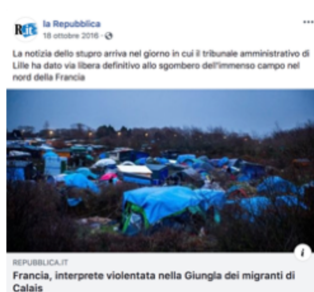 la Repubblica
18 ottobre 2016 ·
La notizia dello stupro arriva nel giorno in cui il tribunale amministrativo di
Lille ha dato via libera definitivo allo sgombero dell'immenso campo nel
nord della Francia
REPUBBLICA.IT
Francia, interprete violentata nella Giungla dei migranti di
Calais